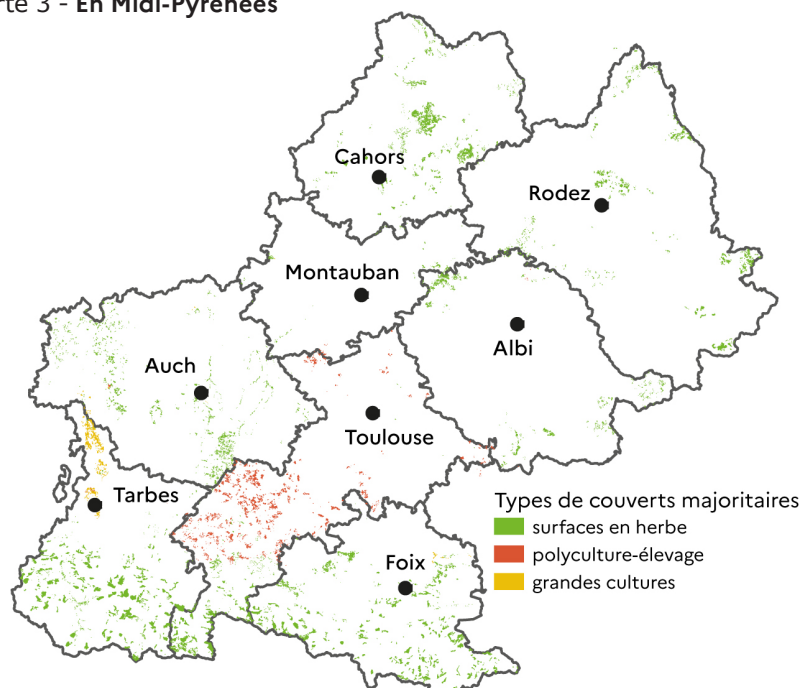 3 - En Midi-Pyrénées
Cahors
Rodez
Montauban
Albi
Auch
Toulouse
Tarbes
Foix
Types de couverts majoritaires
surfaces en herbe
polyculture-élevage
grandes cultures